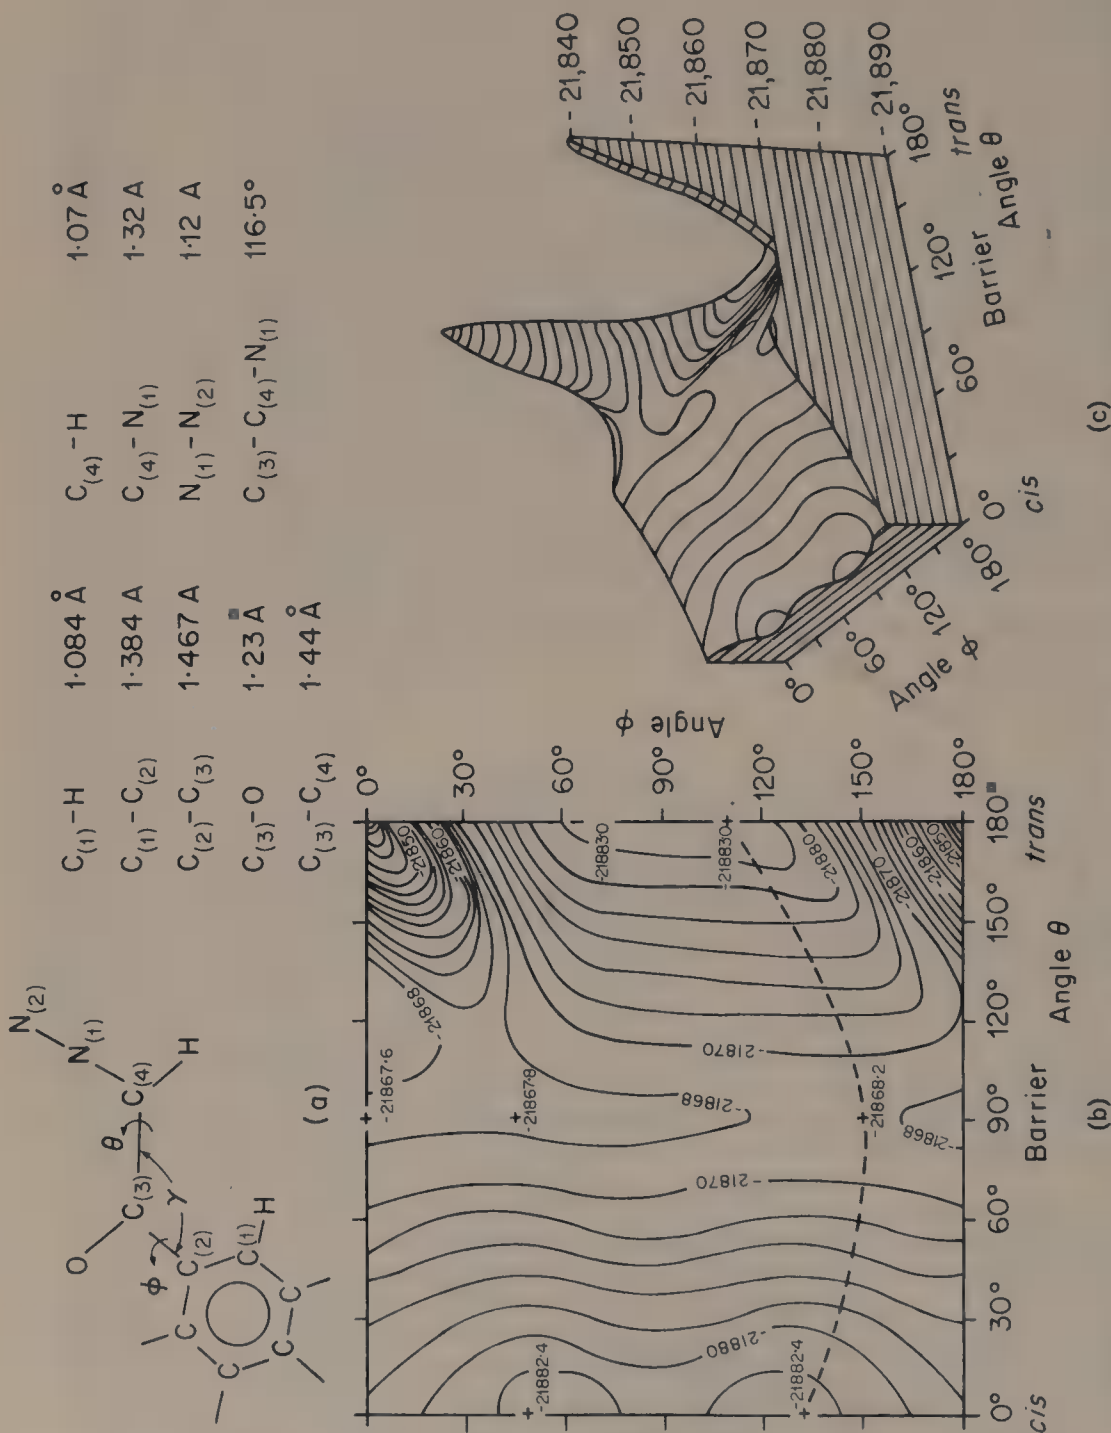 O
C(3)
θ
N(2)
N(1)
C(4)
H
ϕ
γ
C(2)
C
C(1)
H
C
C
C
(a)
C(1)-H 1·084 Å
C(1)-C(2) 1·384 A
C(2)-C(3) 1·467 A
C(3)-O 1·23 A
C(3)-C(4) 1·44 Å
C(4)-H 1·07 Å
C(4)-N(1) 1·32 A
N(1)-N(2) 1·12 A
C(3)-C(4)-N(1) 116·5°
-21882·4
-21882·4
-21880
-21870
-21868
-21867·6
-21867·8
-21868·2
-21868
-21868
-21870
-21850
-21860
-218830
-218830
-21880
-21870
-21860
-21850
0°
30°
60°
90°
120°
150°
180°
Angle ϕ
0° 30° 60° 90° 120° 150° 180°
cis Barrier trans
Angle θ
(b)
- 21,840
- 21,850
- 21,860
- 21,870
- 21,880
- 21,890
0° 60° 120° 180°
Angle ϕ
0° 60° 120° 180°
cis Barrier trans
Angle θ
(c)